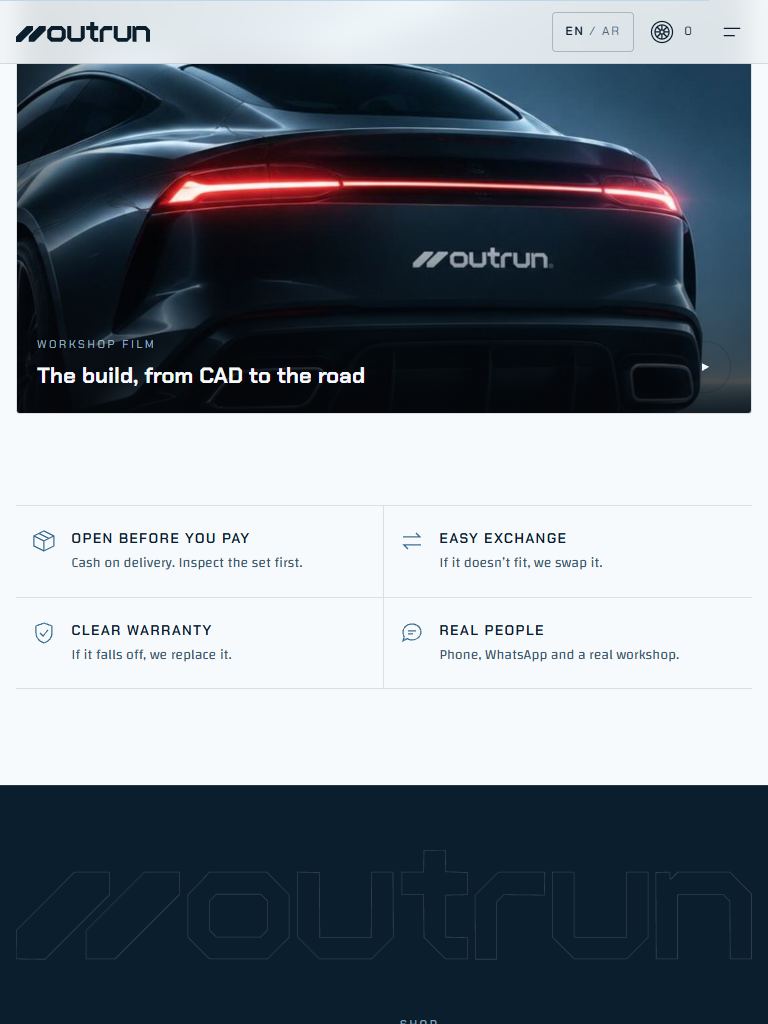 outrun
EN / AR
0
outrun
WORKSHOP FILM
The build, from CAD to the road
OPEN BEFORE YOU PAY
Cash on delivery. Inspect the set first.
EASY EXCHANGE
If it doesn't fit, we swap it.
CLEAR WARRANTY
If it falls off, we replace it.
REAL PEOPLE
Phone, WhatsApp and a real workshop.
outrun
SHOP